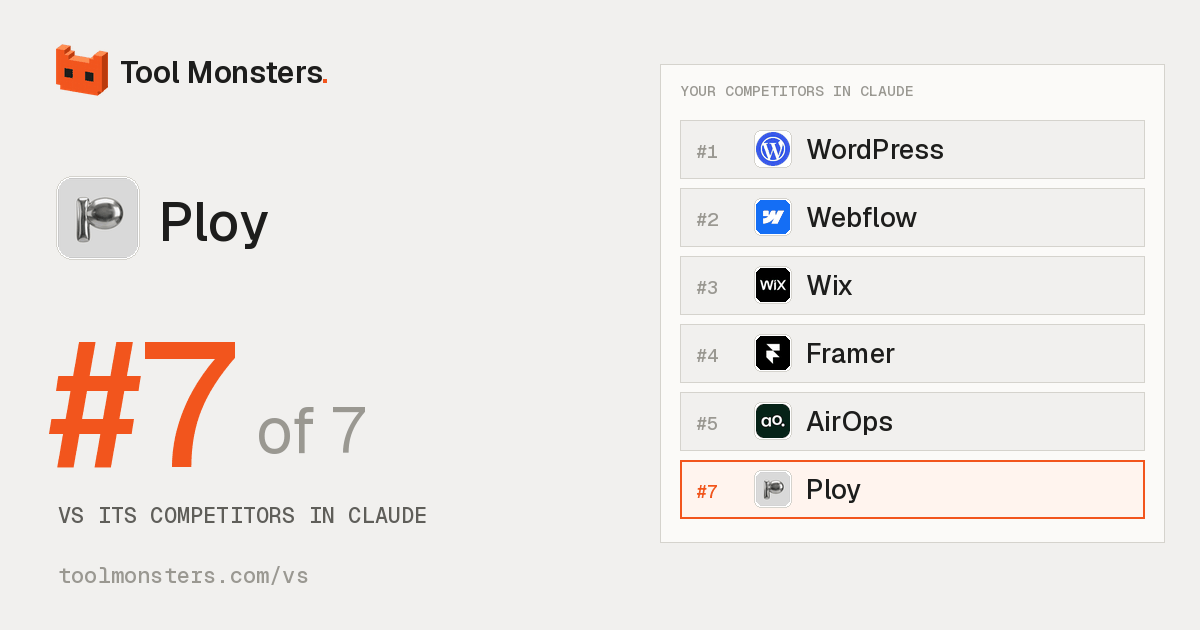 Tool Monsters.
Ploy
#7 of 7
VS ITS COMPETITORS IN CLAUDE
toolmonsters.com/vs
YOUR COMPETITORS IN CLAUDE
#1 WordPress
#2 Webflow
#3 WiX Wix
#4 Framer
#5 ao. AirOps
#7 Ploy